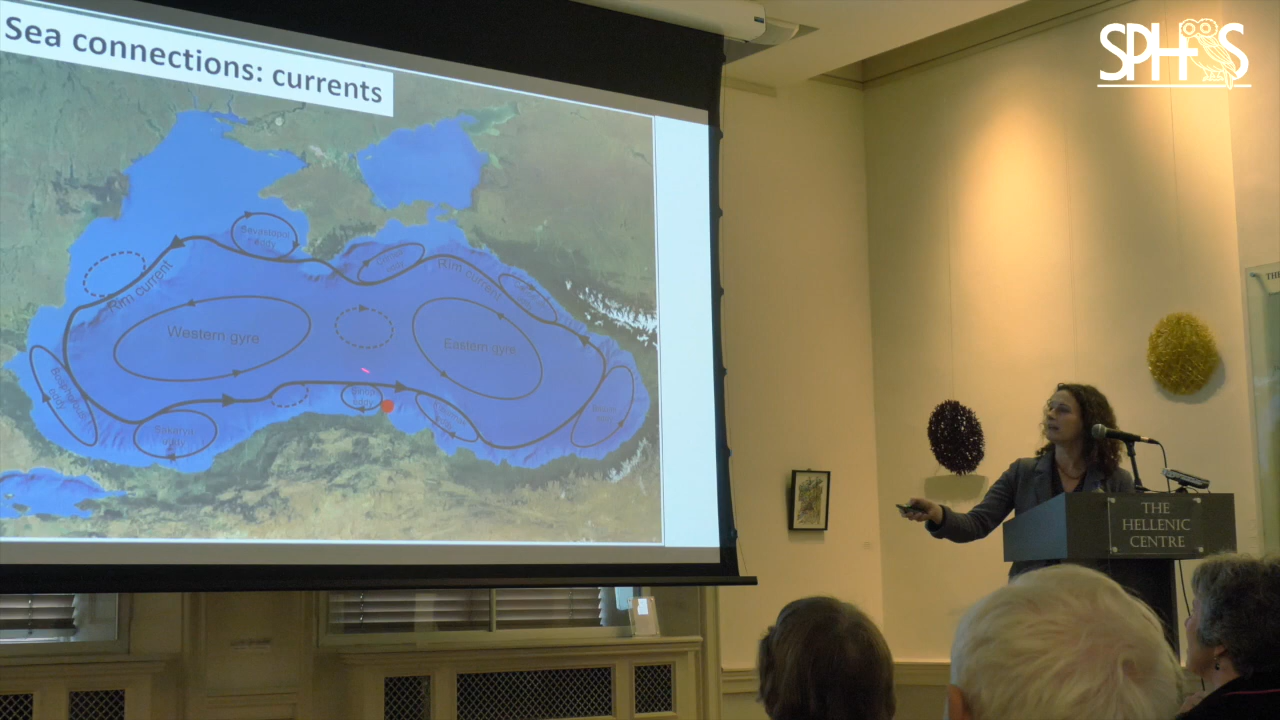 Sea connections: currents
SPHS
Sevastopol
eddy
Rim current
Rim current
Western gyre
Eastern gyre
eddy
Sakarya
eddy
THE
HELLENIC
CENTRE